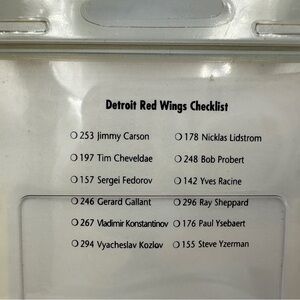 Detroit Red Wings Checklist
253 Jimmy Carson
178 Nicklas Lidstrom
197 Tim Cheveldae
248 Bob Probert
157 Sergei Fedorov
142 Yves Racine
246 Gerard Gallant
296 Ray Sheppard
267 Vladimir Konstantinov
176 Paul Ysebaert
294 Vyacheslav Kozlov
155 Steve Yzerman